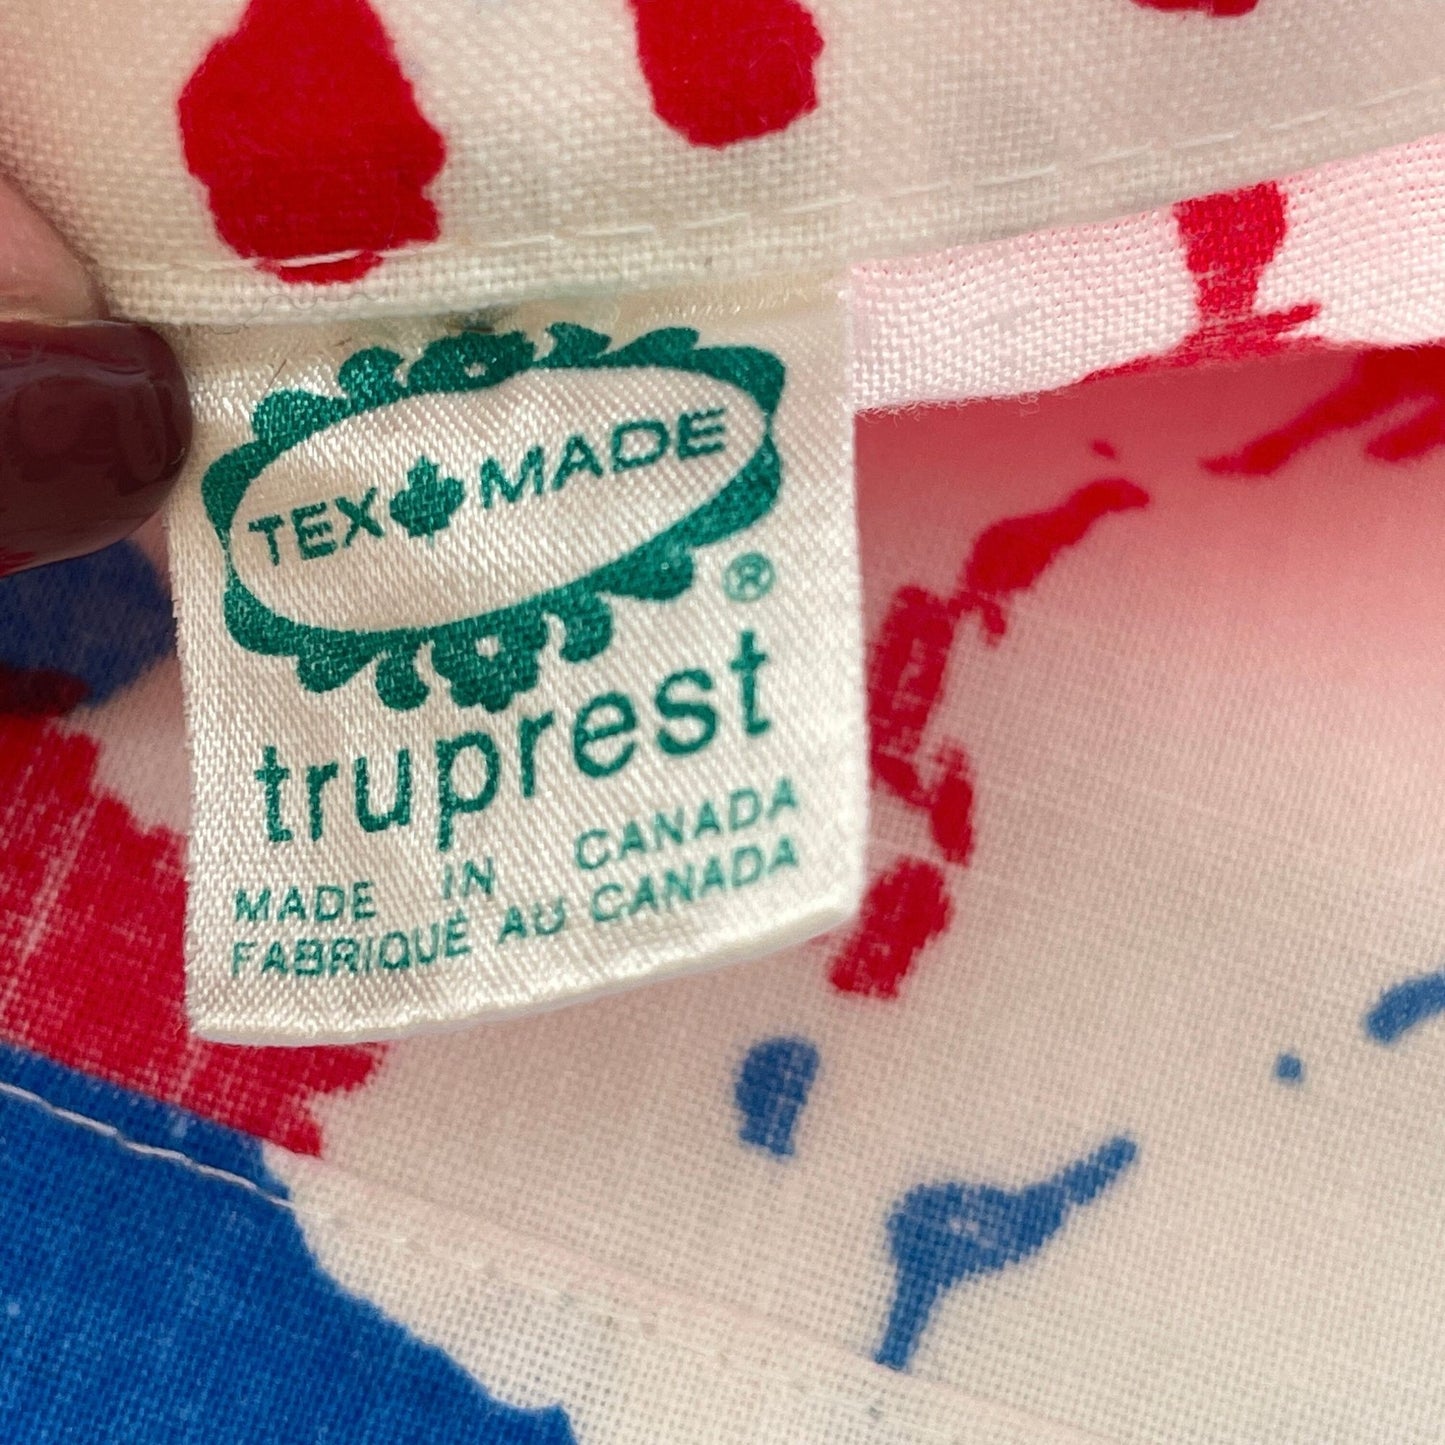 TEX MADE
®
truprest
MADE IN CANADA
FABRIQUÉ AU CANADA